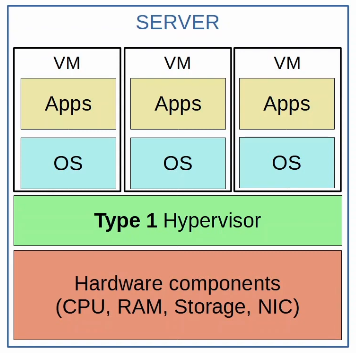 SERVER
VM VM VM
Apps Apps Apps
OS OS OS
Type 1 Hypervisor
Hardware components
(CPU, RAM, Storage, NIC)